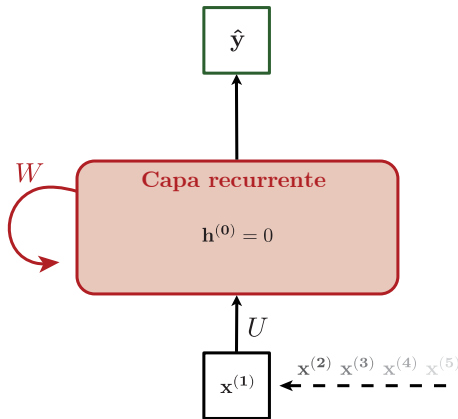 ŷ
W
Capa recurrente
h⁽⁰⁾ = 0
U
x⁽¹⁾
x⁽²⁾ x⁽³⁾ x⁽⁴⁾ x⁽⁵⁾